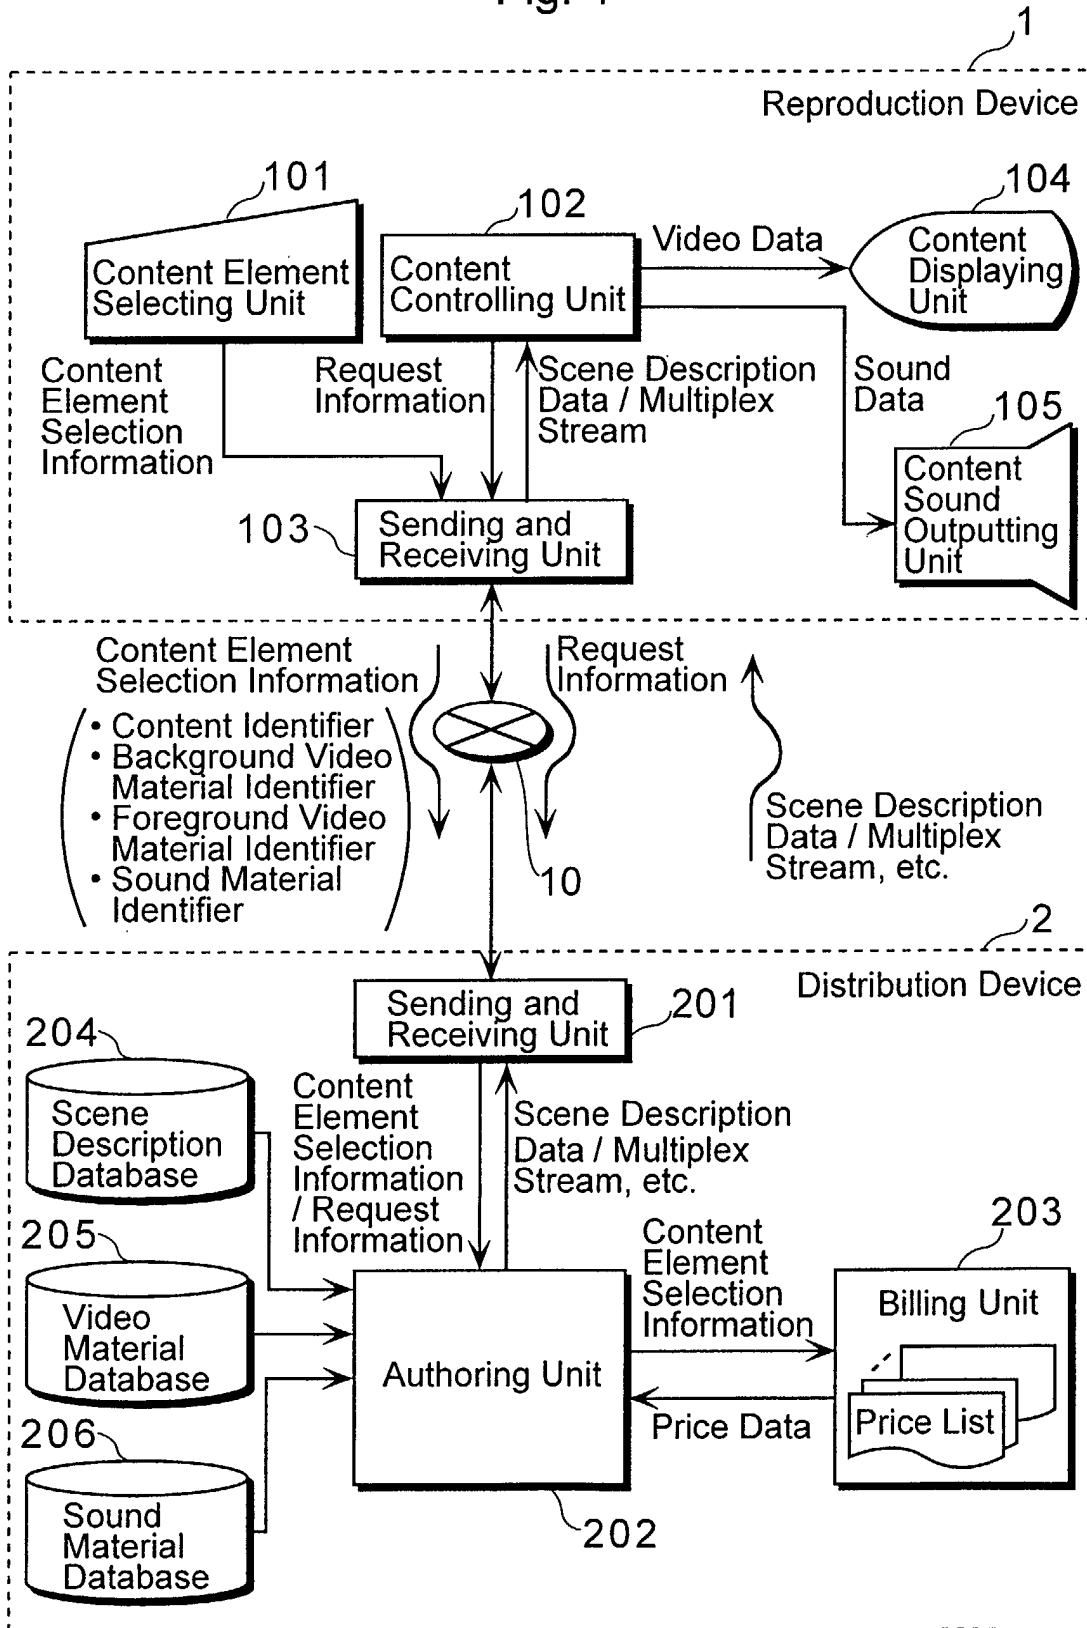 1
Reproduction Device
101
102
104
Content Element
Selecting Unit
Content
Controlling Unit
Video Data
Content
Displaying
Unit
Content
Element
Selection
Information
Request
Information
Scene Description
Data / Multiplex
Stream
Sound
Data
105
Content
Sound
Outputting
Unit
103
Sending and
Receiving Unit
Content Element
Selection Information
• Content Identifier
• Background Video
Material Identifier
• Foreground Video
Material Identifier
• Sound Material
Identifier
Request
Information
10
Scene Description
Data / Multiplex
Stream, etc.
2
Distribution Device
Sending and
Receiving Unit
201
204
Scene
Description
Database
Content
Element
Selection
Information
/ Request
Information
Scene Description
Data / Multiplex
Stream, etc.
205
Video
Material
Database
Authoring Unit
202
Content
Element
Selection
Information
Price Data
203
Billing Unit
Price List
206
Sound
Material
Database